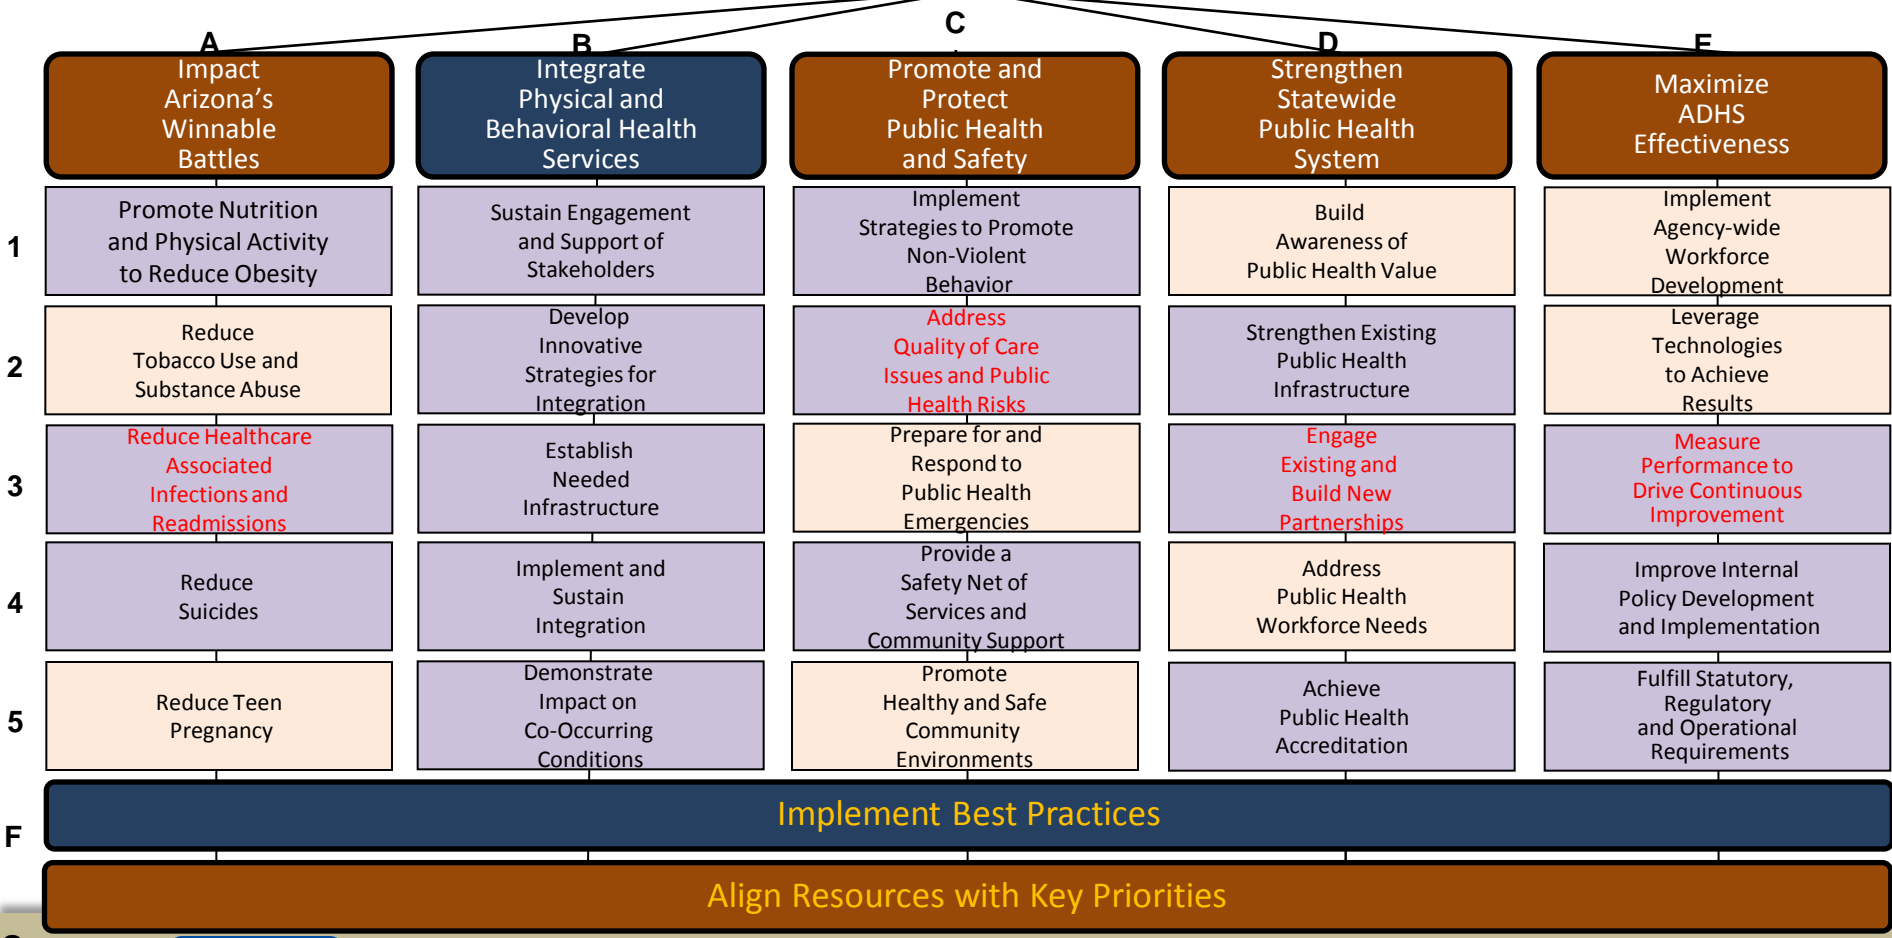 C
A
B
D
E
Impact
Arizona’s
Winnable
Battles
Integrate
Physical and
Behavioral Health
Services
Promote and
Protect
Public Health
and Safety
Strengthen
Statewide
Public Health
System
Maximize
ADHS
Effectiveness
1
Promote Nutrition
and Physical Activity
to Reduce Obesity
Sustain Engagement
and Support of
Stakeholders
Implement
Strategies to Promote
Non-Violent
Behavior
Build
Awareness of
Public Health Value
Implement
Agency-wide
Workforce
Development
2
Reduce
Tobacco Use and
Substance Abuse
Develop
Innovative
Strategies for
Integration
Address
Quality of Care
Issues and Public
Health Risks
Strengthen Existing
Public Health
Infrastructure
Leverage
Technologies
to Achieve
Results
3
Reduce Healthcare
Associated
Infections and
Readmissions
Establish
Needed
Infrastructure
Prepare for and
Respond to
Public Health
Emergencies
Engage
Existing and
Build New
Partnerships
Measure
Performance to
Drive Continuous
Improvement
4
Reduce
Suicides
Implement and
Sustain
Integration
Provide a
Safety Net of
Services and
Community Support
Address
Public Health
Workforce Needs
Improve Internal
Policy Development
and Implementation
5
Reduce Teen
Pregnancy
Demonstrate
Impact on
Co-Occurring
Conditions
Promote
Healthy and Safe
Community
Environments
Achieve
Public Health
Accreditation
Fulfill Statutory,
Regulatory
and Operational
Requirements
Implement Best Practices
F
Align Resources with Key Priorities